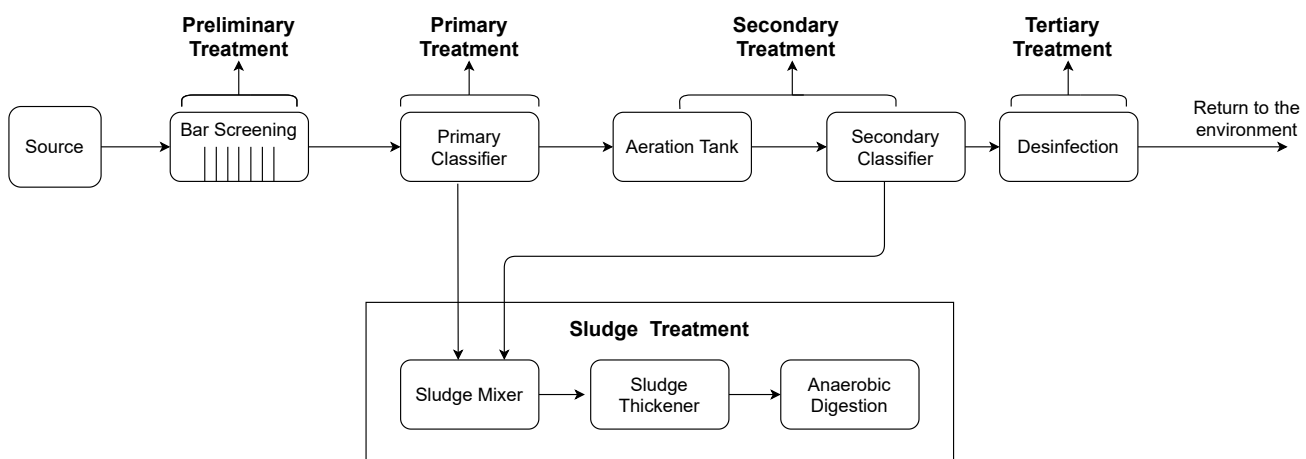 Preliminary
Treatment
Primary
Treatment
Secondary
Treatment
Tertiary
Treatment
Source
Bar Screening
Primary
Classifier
Aeration Tank
Secondary
Classifier
Desinfection
Return to the
environment
Sludge Treatment
Sludge Mixer
Sludge
Thickener
Anaerobic
Digestion